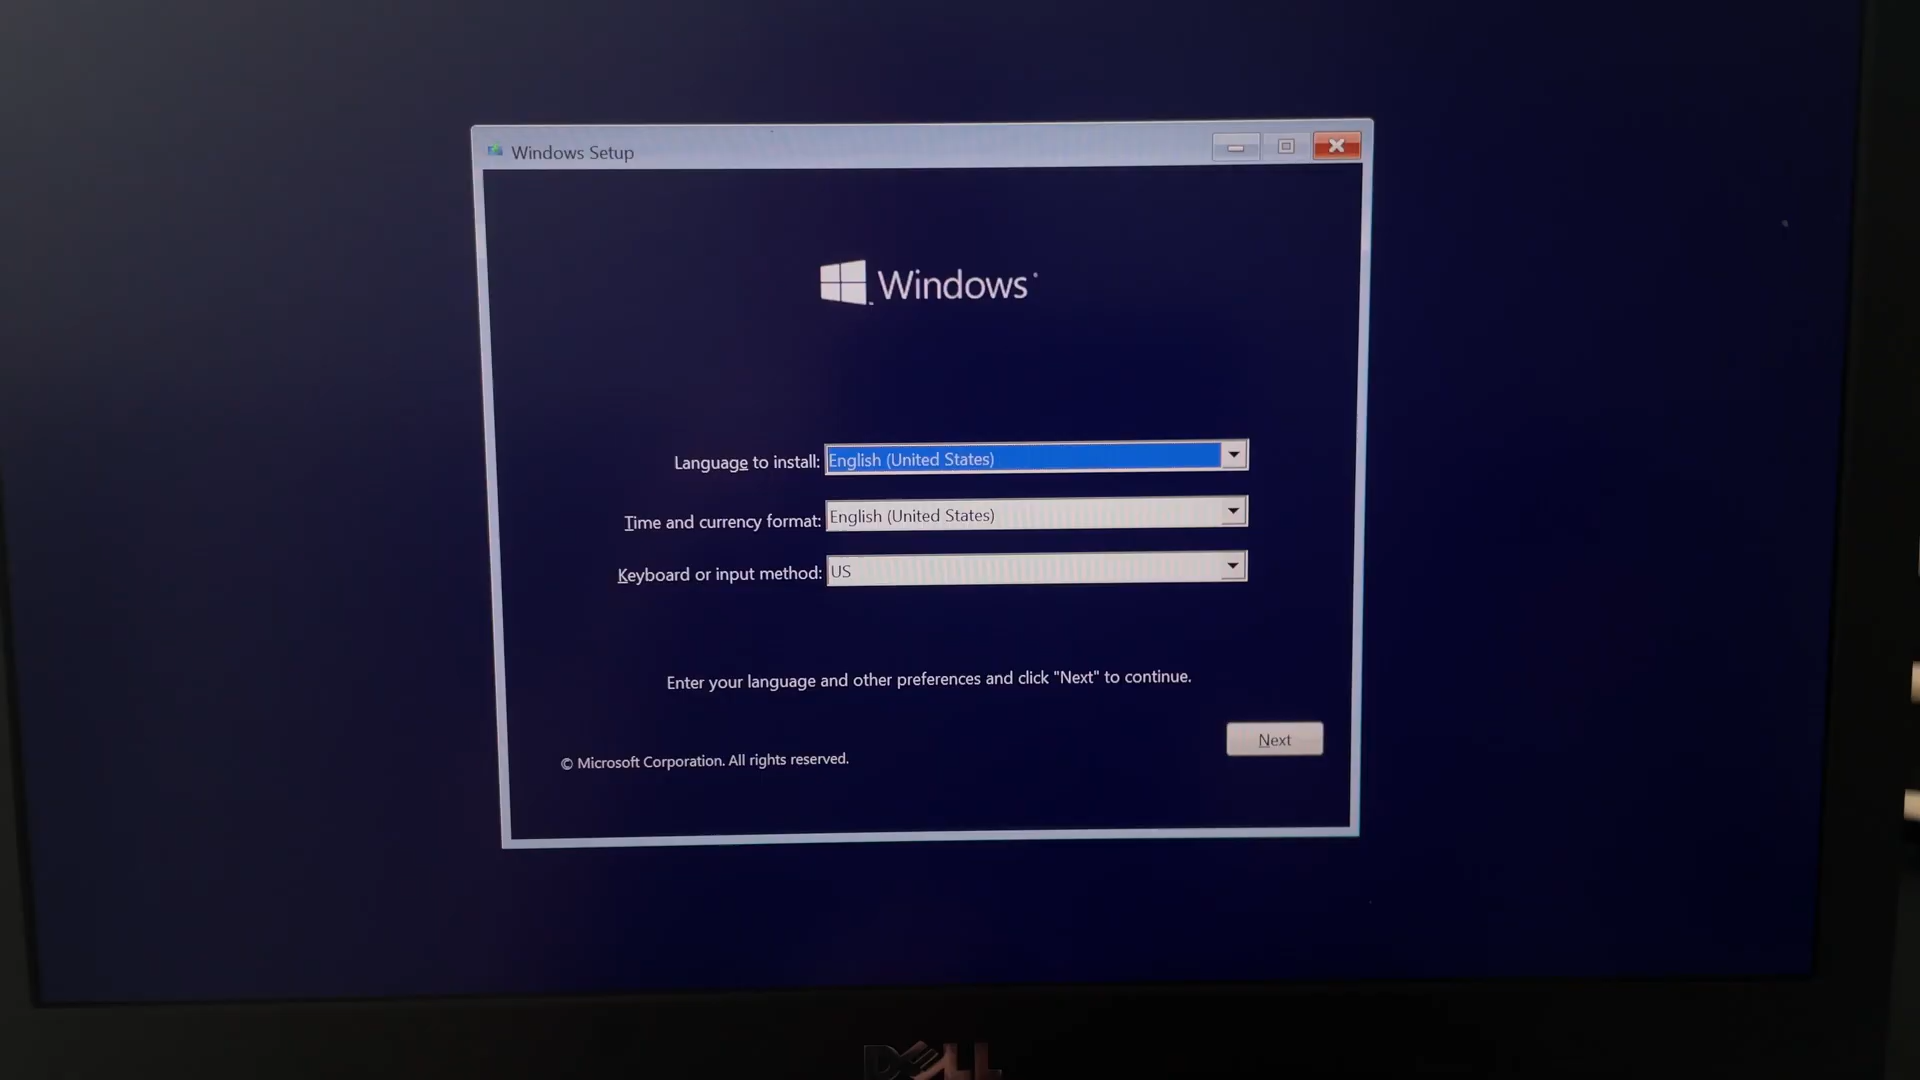 Windows Setup
Windows
Language to install: English (United States)
Time and currency format: English (United States)
Keyboard or input method: US
Enter your language and other preferences and click "Next" to continue.
Next
© Microsoft Corporation. All rights reserved.
DELL